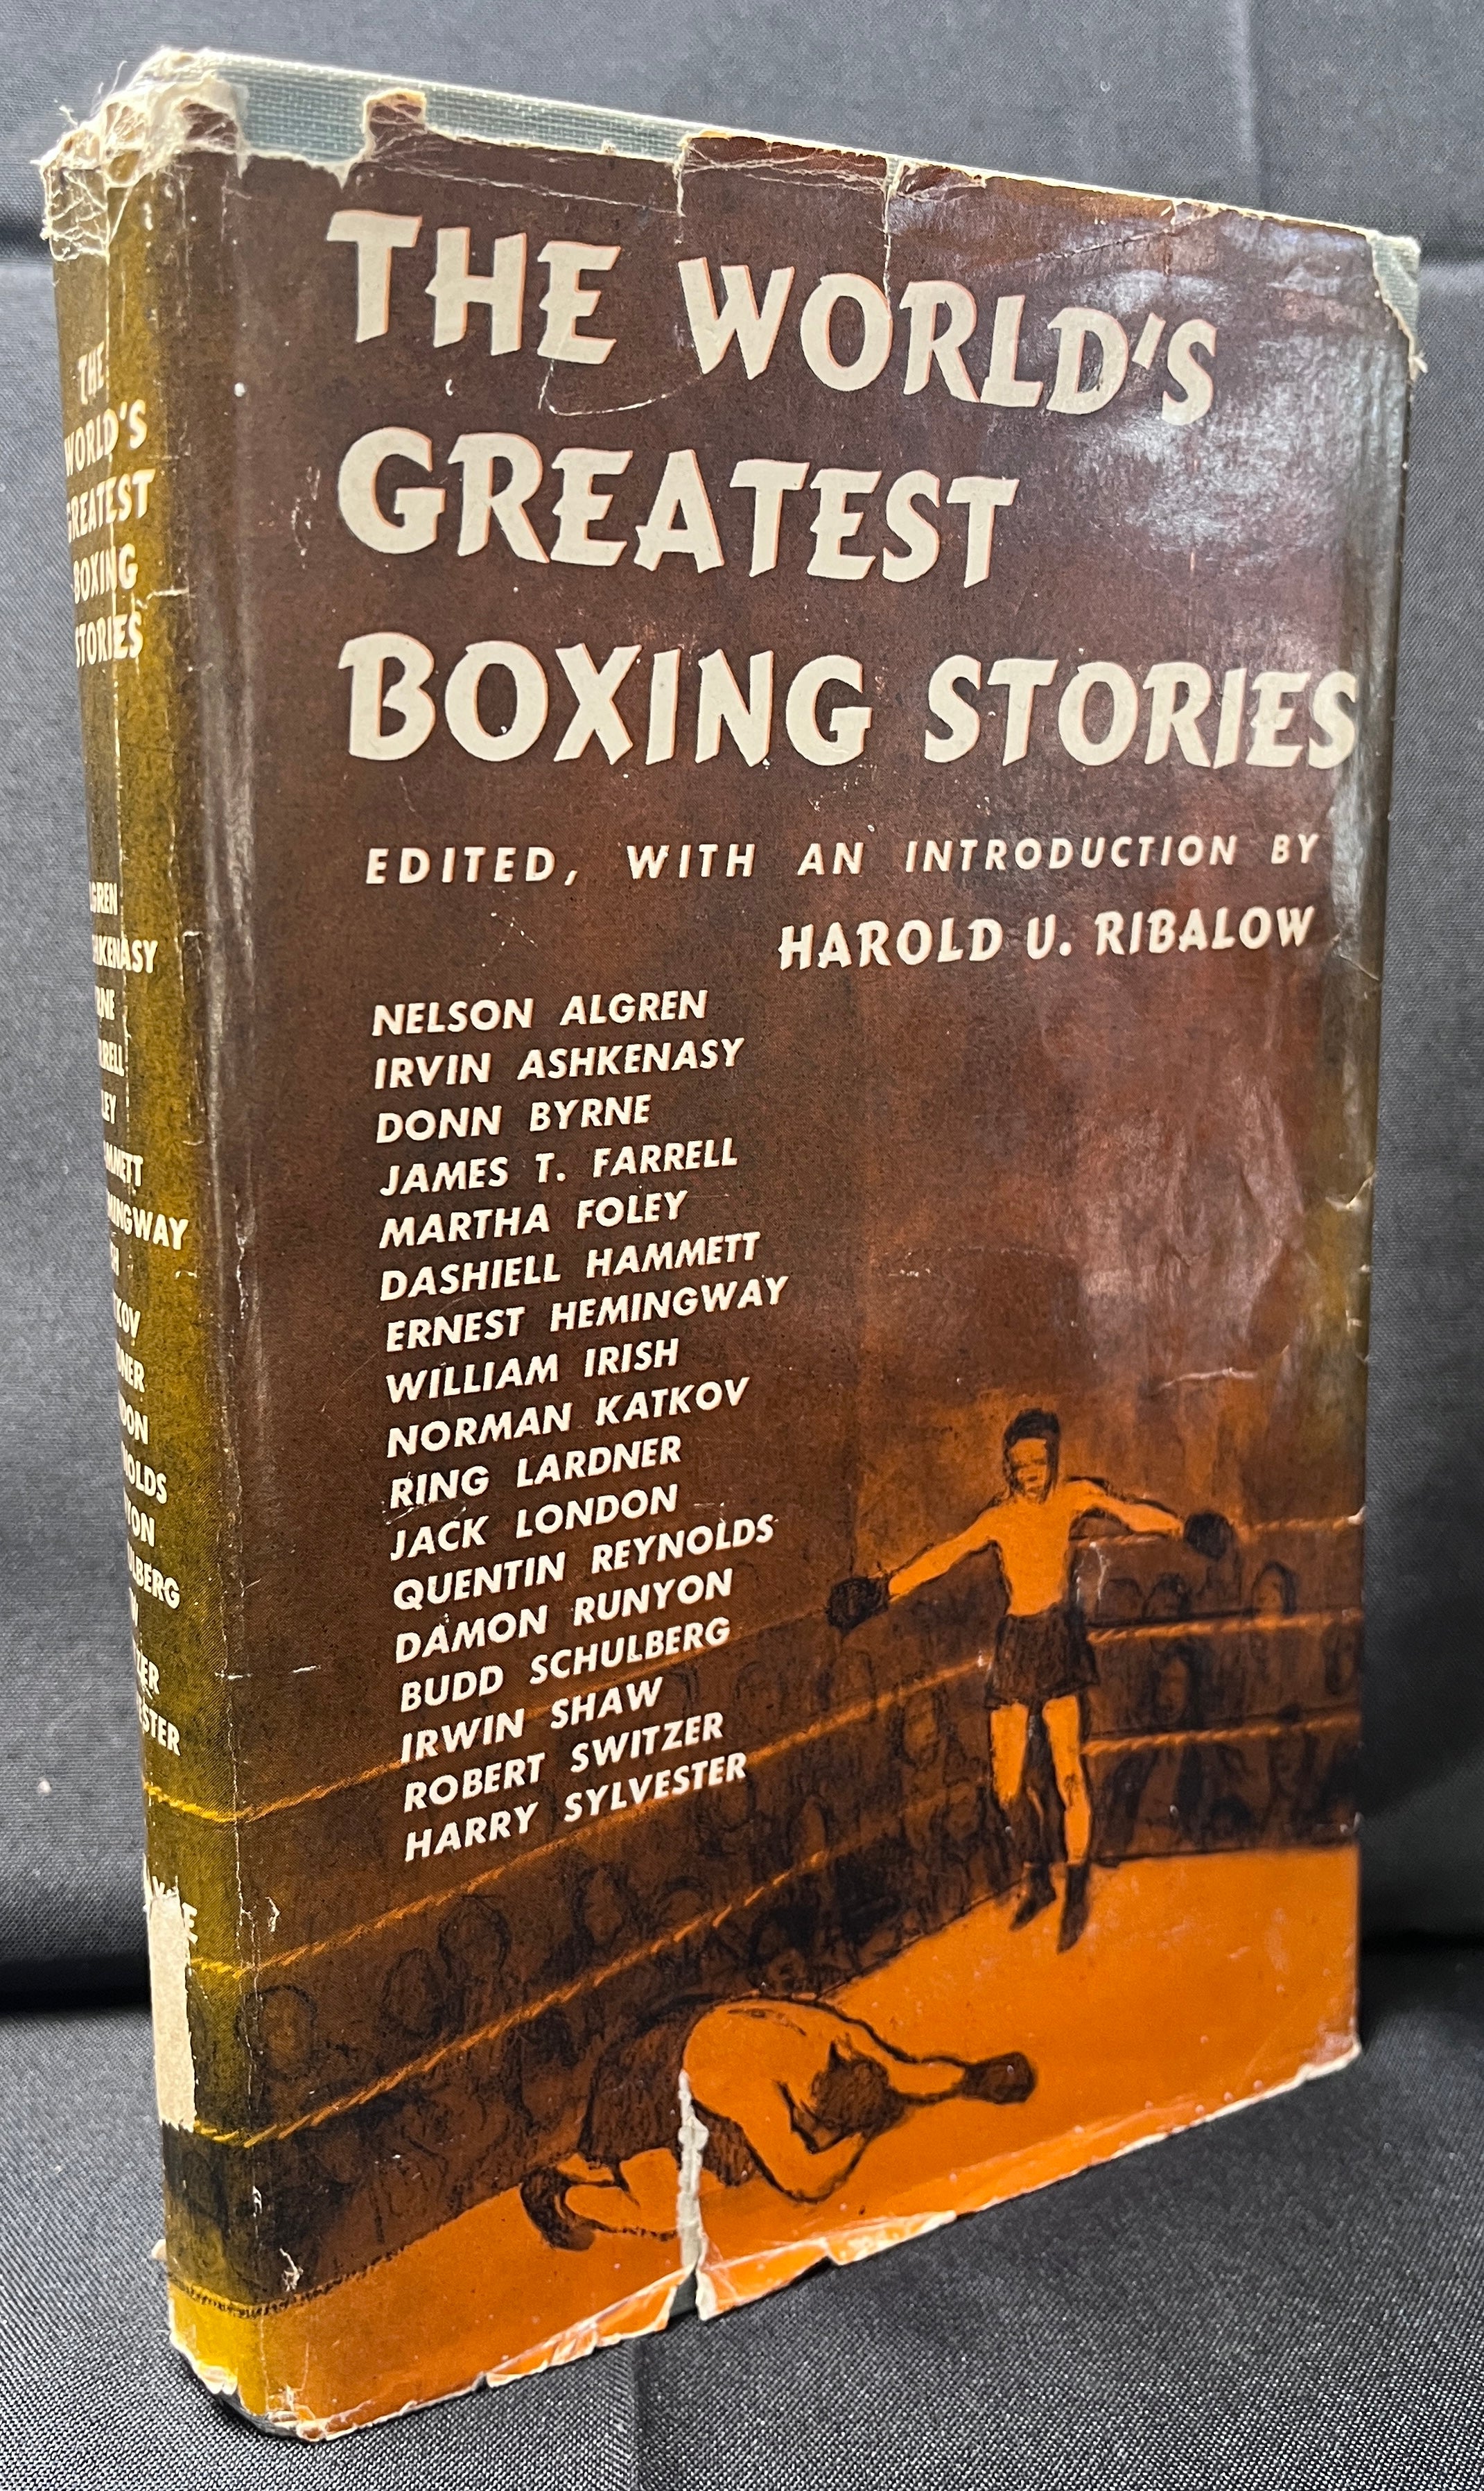 THE WORLD'S
GREATEST
BOXING STORIES
EDITED, WITH AN INTRODUCTION BY
HAROLD U. RIBALOW
NELSON ALGREN
IRVIN ASHKENASY
DONN BYRNE
JAMES T. FARRELL
MARTHA FOLEY
DASHIELL HAMMETT
ERNEST HEMINGWAY
WILLIAM IRISH
NORMAN KATKOV
RING LARDNER
JACK LONDON
QUENTIN REYNOLDS
DAMON RUNYON
BUDD SCHULBERG
IRWIN SHAW
ROBERT SWITZER
HARRY SYLVESTER
THE
WORLD'S
GREATEST
BOXING
STORIES